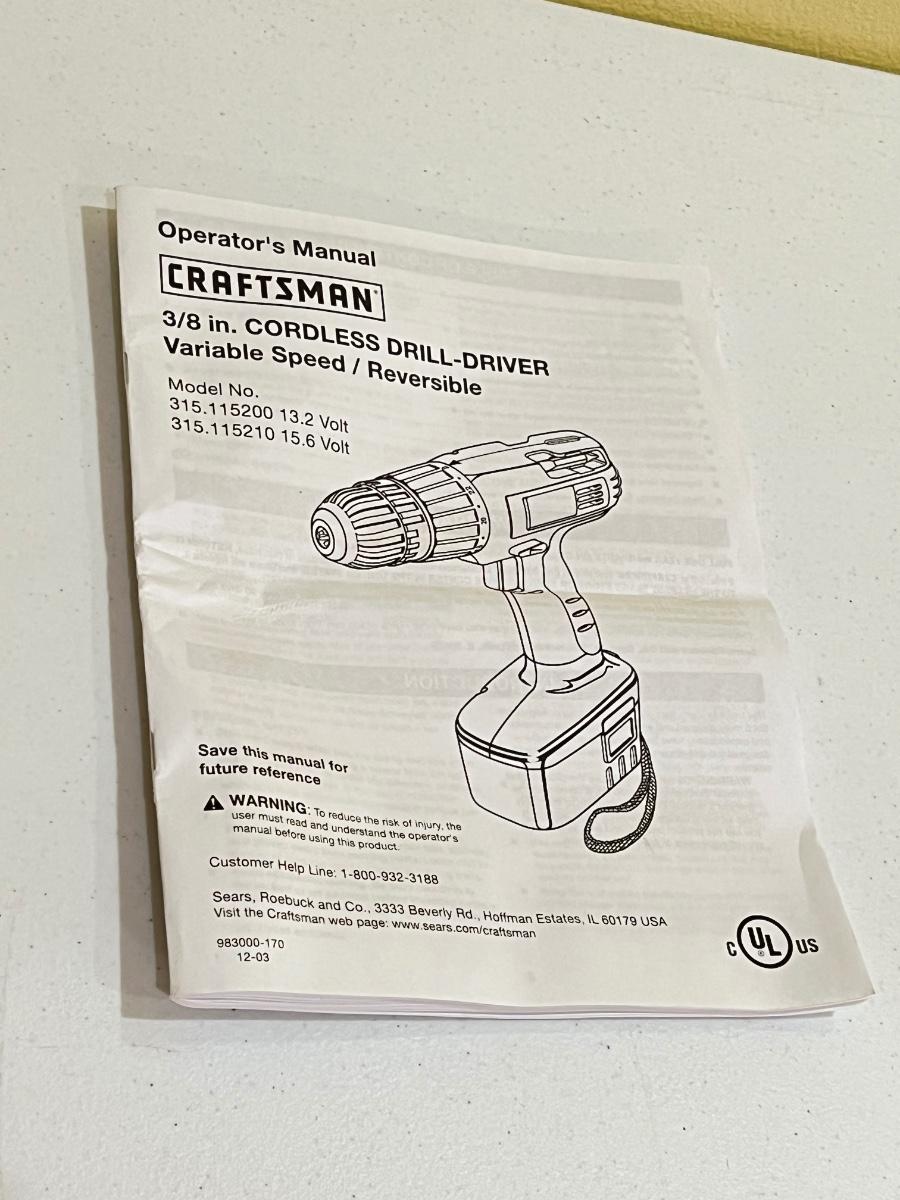 Operator's Manual
CRAFTSMAN®
3/8 in. CORDLESS DRILL-DRIVER
Variable Speed / Reversible
Model No.
315.115200 13.2 Volt
315.115210 15.6 Volt
22
20
Save this manual for
future reference
WARNING: To reduce the risk of injury, the
user must read and understand the operator's
manual before using this product.
Customer Help Line: 1-800-932-3188
Sears, Roebuck and Co., 3333 Beverly Rd., Hoffman Estates, IL 60179 USA
Visit the Craftsman web page: www.sears.com/craftsman
983000-170
12-03
C UL® US